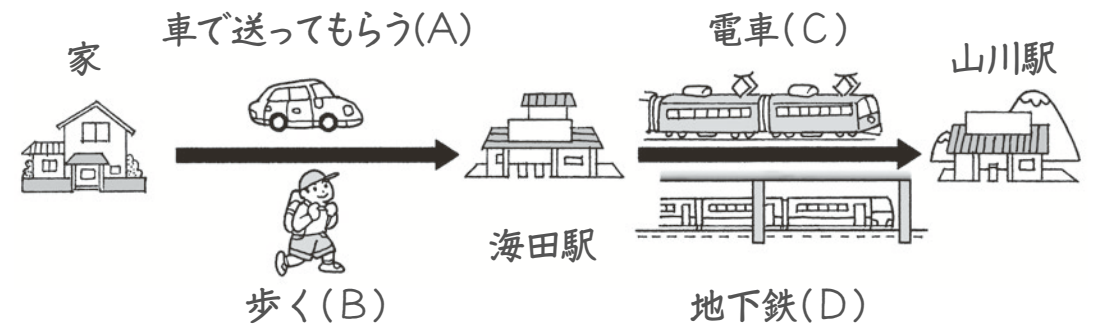 家
車で送ってもらう(A)
電車(C)
山川駅
海田駅
歩く(B)
地下鉄(D)